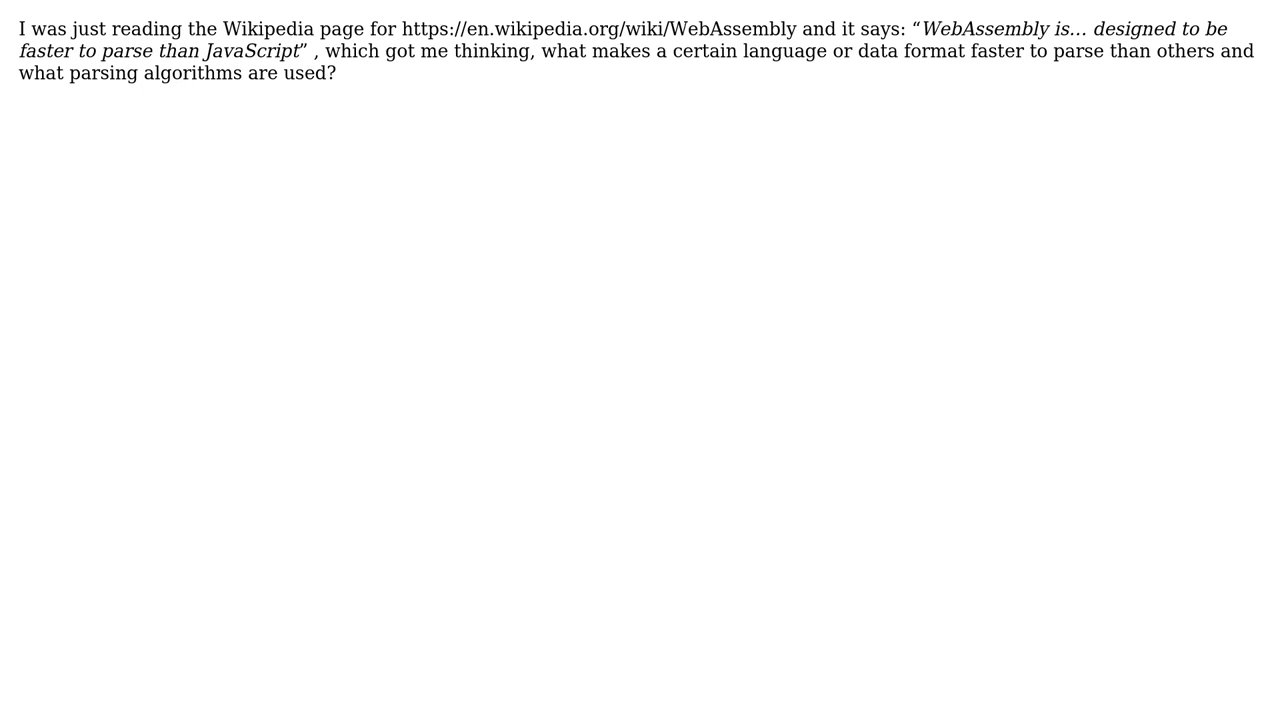 I was just reading the Wikipedia page for https://en.wikipedia.org/wiki/WebAssembly and it says: “WebAssembly is... designed to be
faster to parse than JavaScript” , which got me thinking, what makes a certain language or data format faster to parse than others and
what parsing algorithms are used?